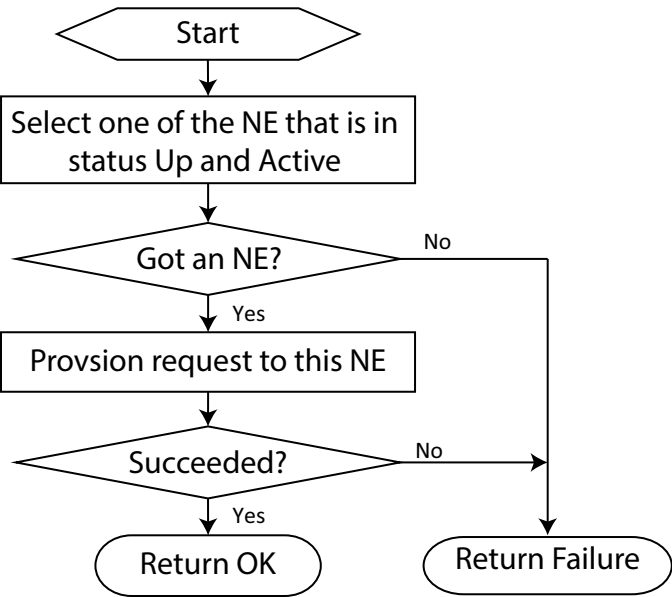 Start
Select one of the NE that is in
status Up and Active
Got an NE?
No
Yes
Provsion request to this NE
Succeeded?
No
Yes
Return OK
Return Failure